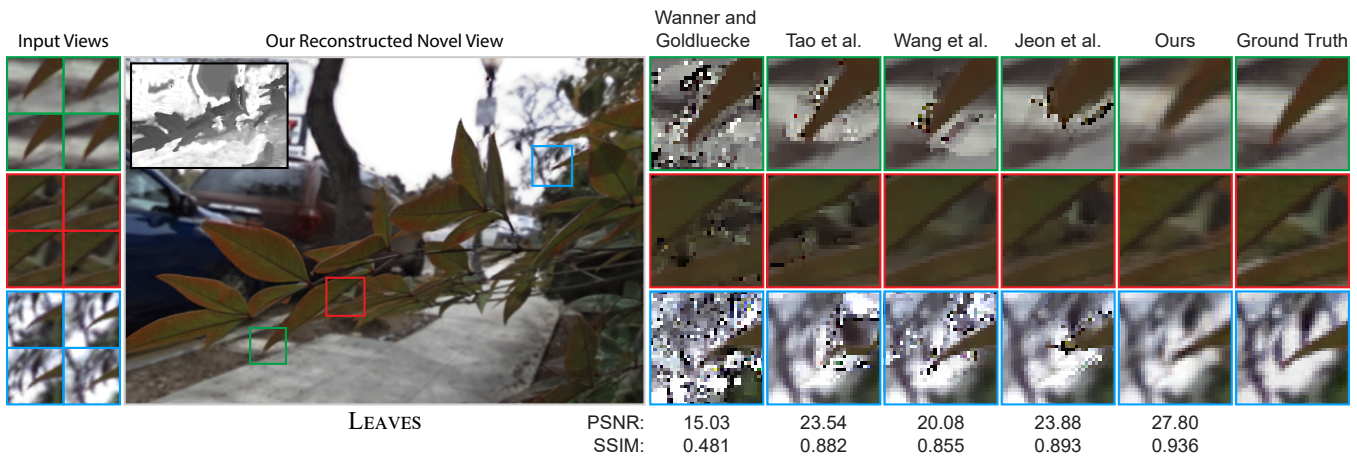 Input Views
Our Reconstructed Novel View
Wanner and
Goldluecke
Tao et al.
Wang et al.
Jeon et al.
Ours
Ground Truth
LEAVES
PSNR: 15.03 23.54 20.08 23.88 27.80
SSIM: 0.481 0.882 0.855 0.893 0.936